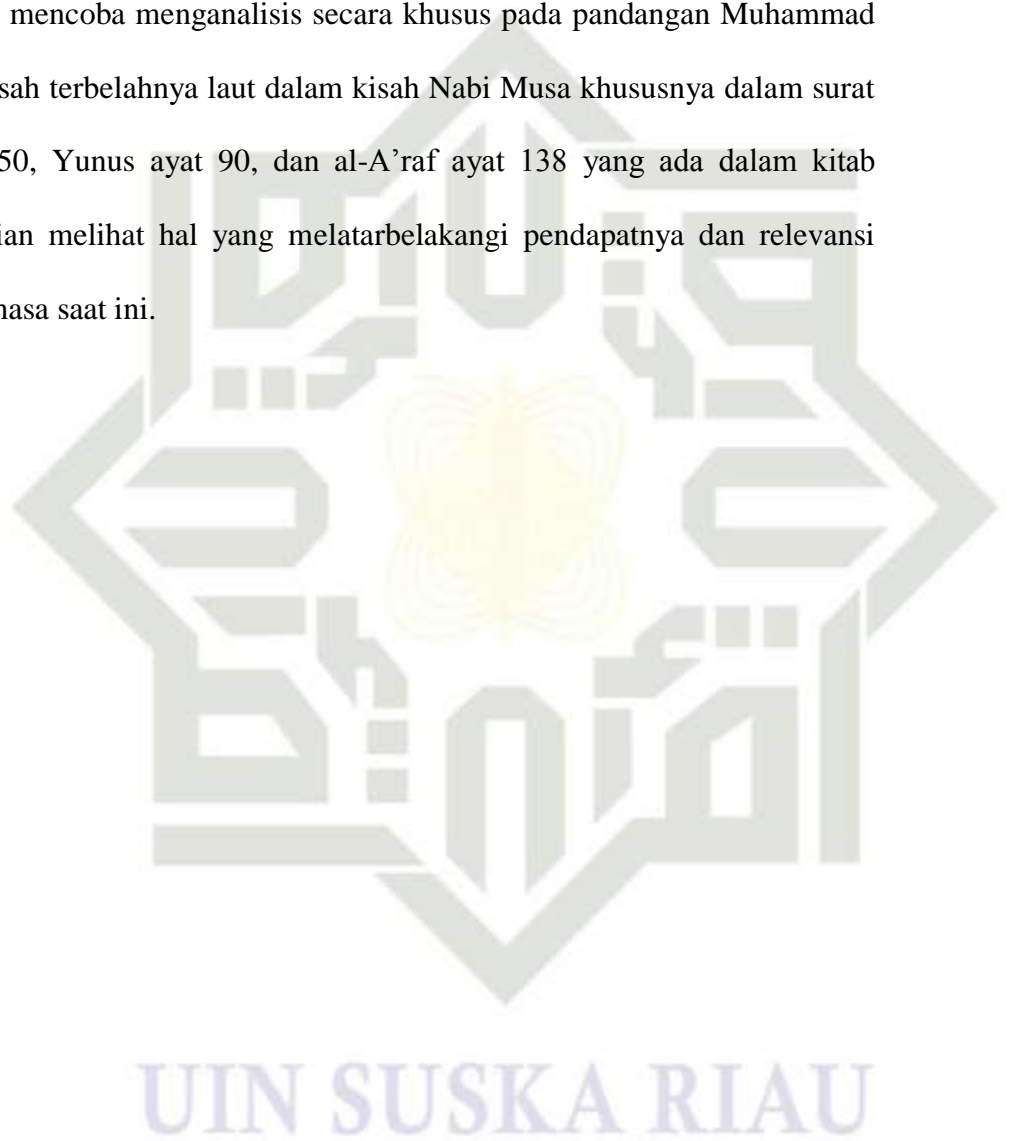 mencoba menganalisis secara khusus pada pandangan Muhammad
sah terbelahnya laut dalam kisah Nabi Musa khususnya dalam surat
50, Yunus ayat 90, dan al-A’raf ayat 138 yang ada dalam kitab
ian melihat hal yang melatarbelakangi pendapatnya dan relevansi
nasa saat ini.
UIN SUSKA RIAU